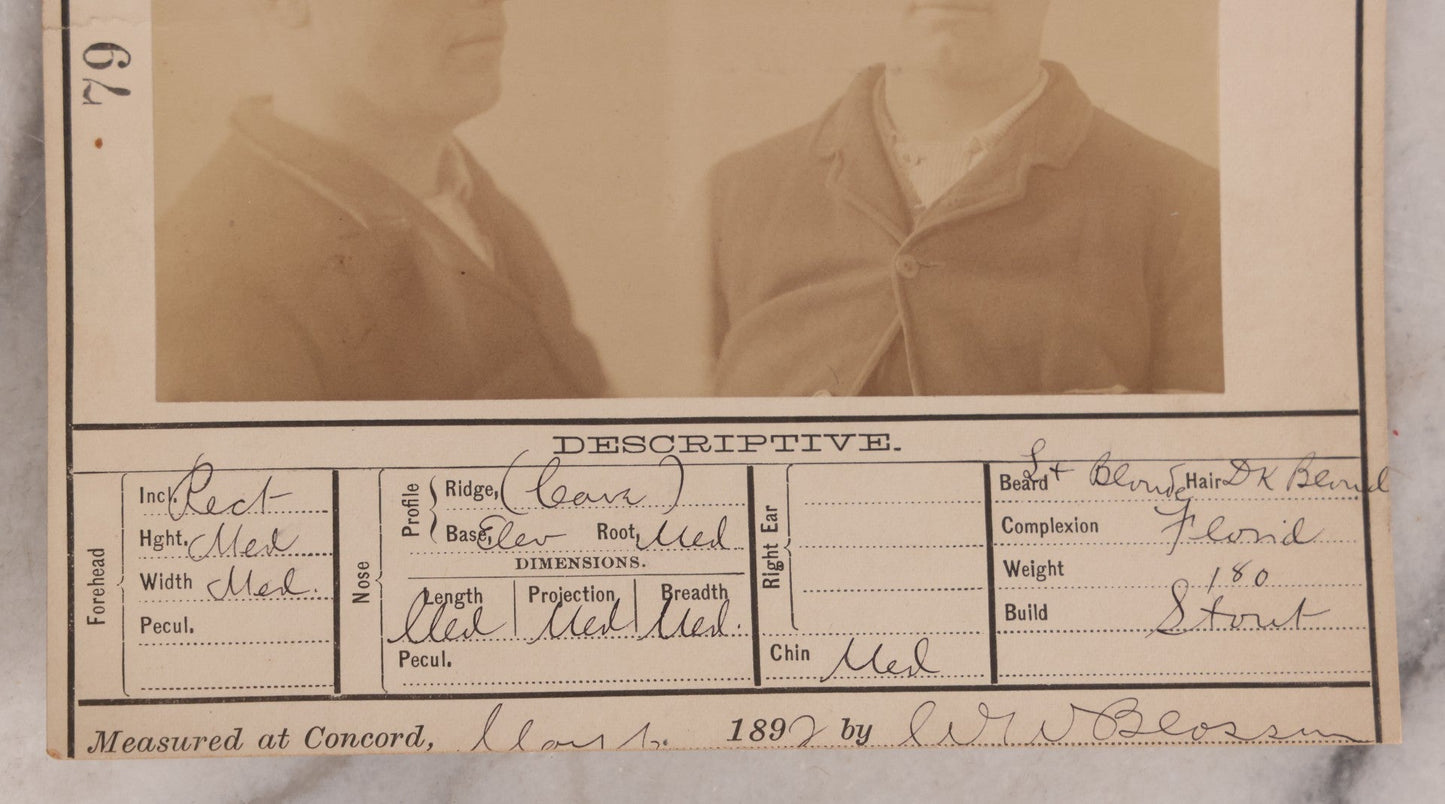 79
DESCRIPTIVE.
Forehead
Incl. Rect
Hght. Med
Width Med.
Pecul.
Nose
Profile
Ridge, (Cava)
Base, Elev Root, Med
DIMENSIONS.
Length Projection Breadth
Med Med Med.
Pecul.
Right Ear
Chin Med
Beard Lt Blonde Hair DK Blond
Complexion Florid
Weight 180
Build Stout
Measured at Concord, 1892 by Blossum